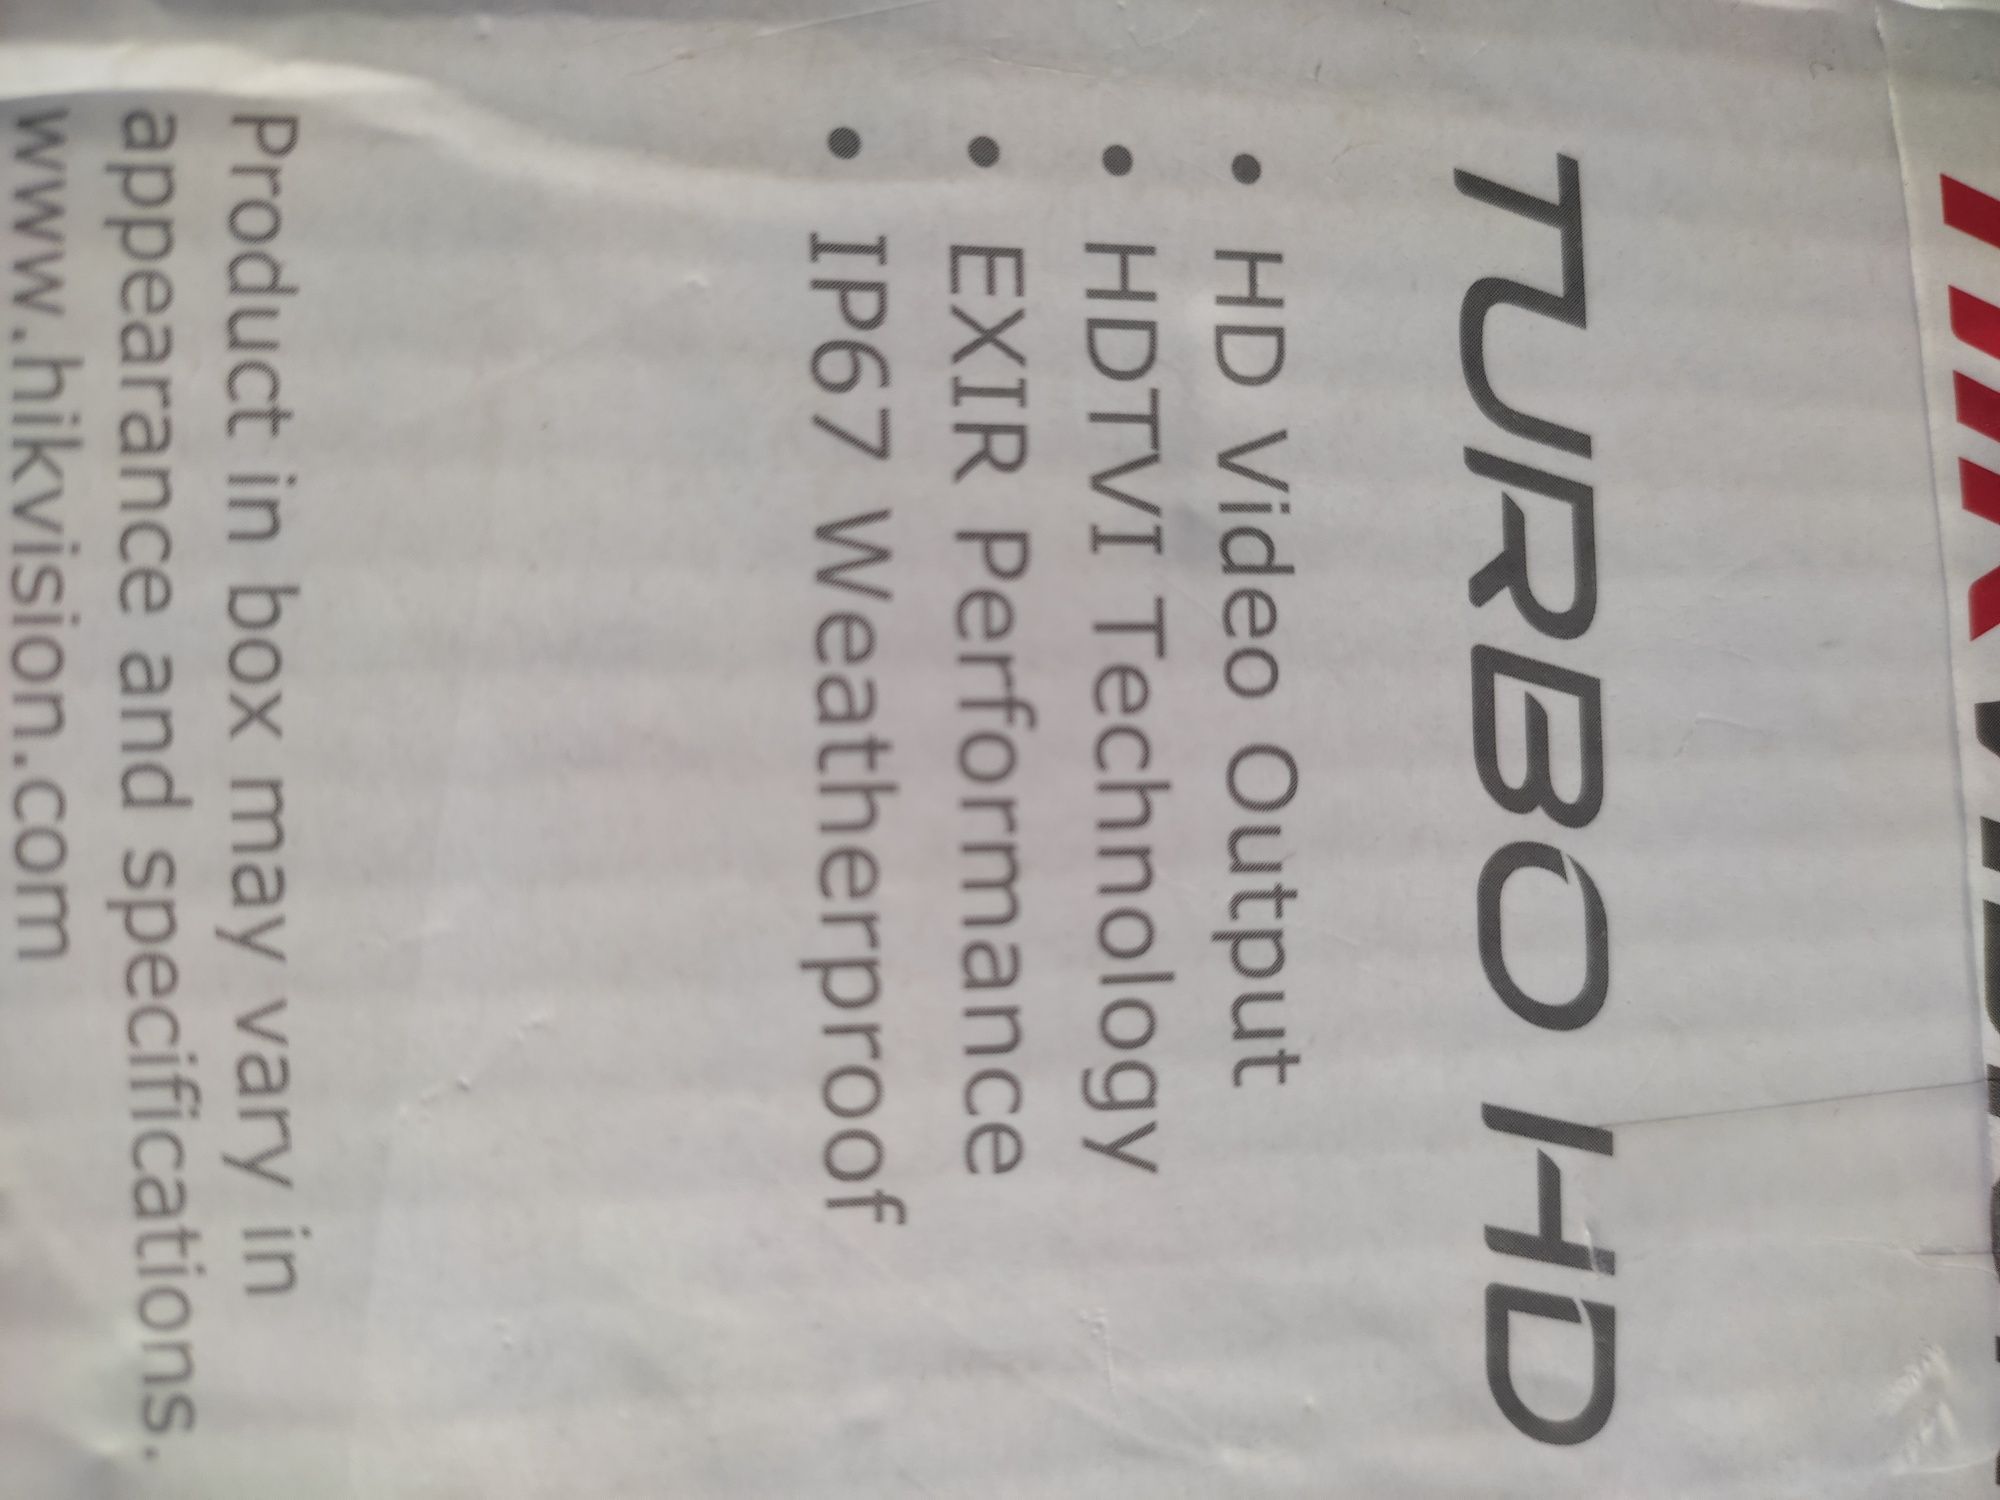 HIKVISION
TURBO HD
• HD Video Output
• HDTVI Technology
• EXIR Performance
• IP67 Weatherproof
Product in box may vary in
appearance and specifications.
www.hikvision.com